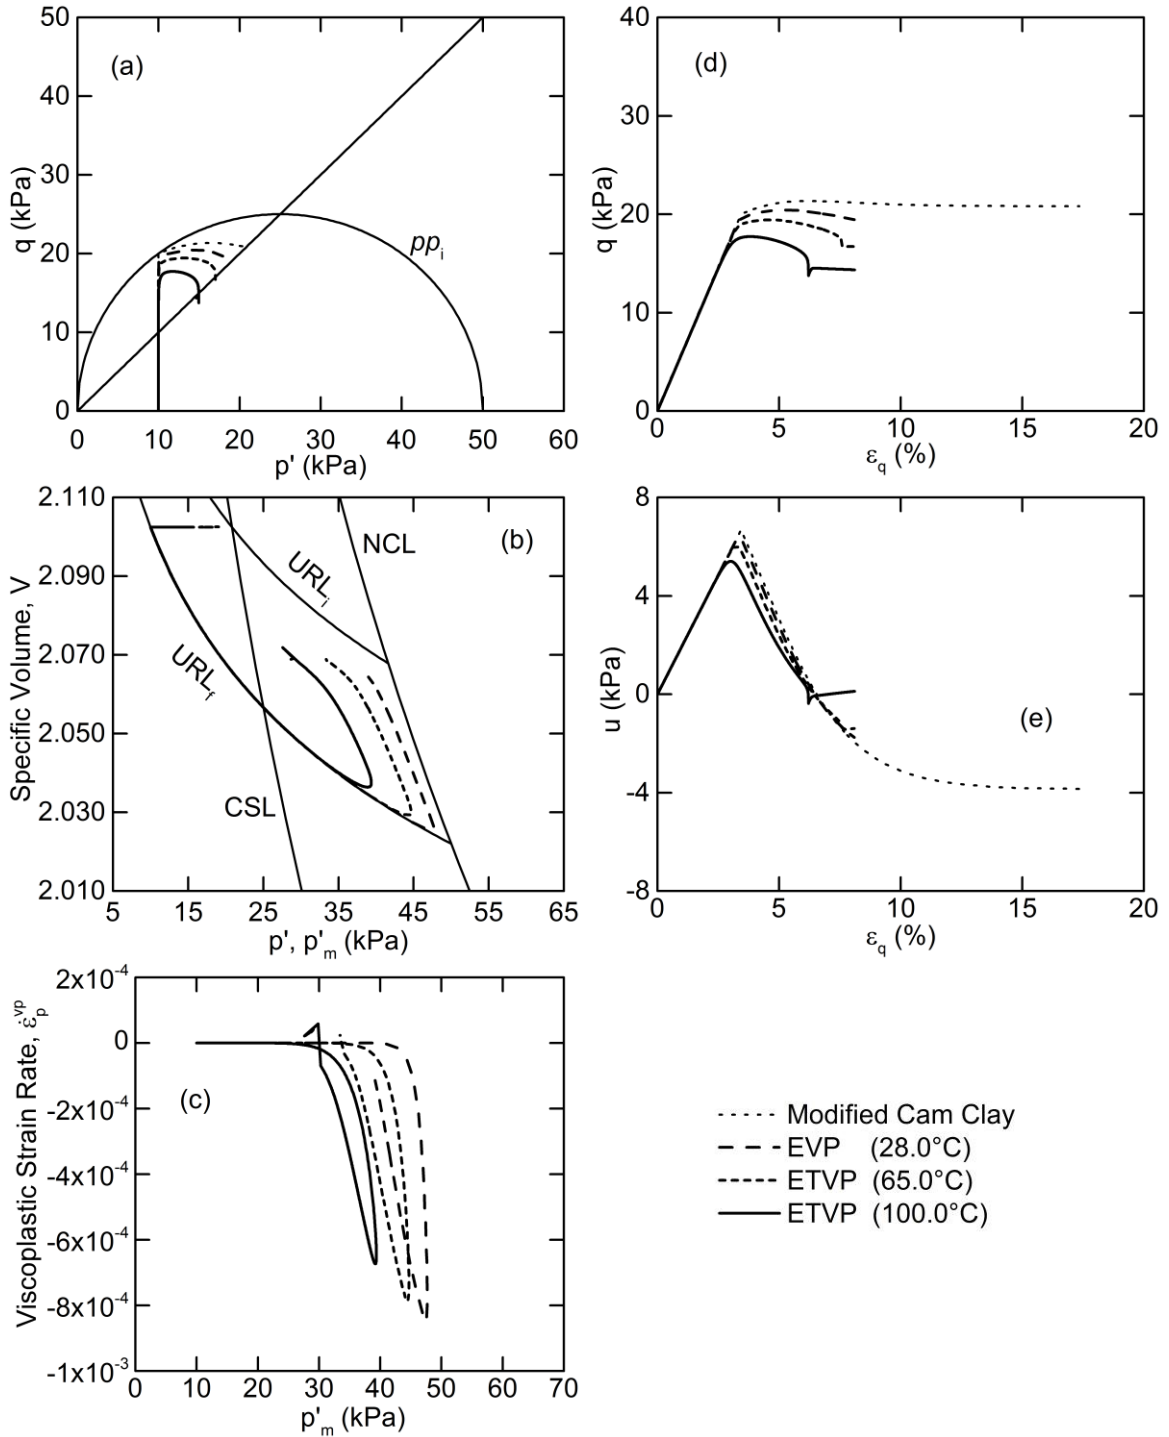 (a)
50
40
30
20
10
0
q (kPa)
pp_i
0 10 20 30 40 50 60
p' (kPa)
(d)
40
30
20
10
0
q (kPa)
0 5 10 15 20
ε_q (%)
(b)
2.110
2.090
2.070
2.050
2.030
2.010
Specific Volume, V
NCL
URL_i
URL_f
CSL
5 15 25 35 45 55 65
p', p'_m (kPa)
(e)
8
4
0
-4
-8
u (kPa)
0 5 10 15 20
ε_q (%)
(c)
2x10⁻⁴
0
-2x10⁻⁴
-4x10⁻⁴
-6x10⁻⁴
-8x10⁻⁴
-1x10⁻³
Viscoplastic Strain Rate, ε̇_p^vp
0 10 20 30 40 50 60 70
p'_m (kPa)
Modified Cam Clay
EVP (28.0°C)
ETVP (65.0°C)
ETVP (100.0°C)